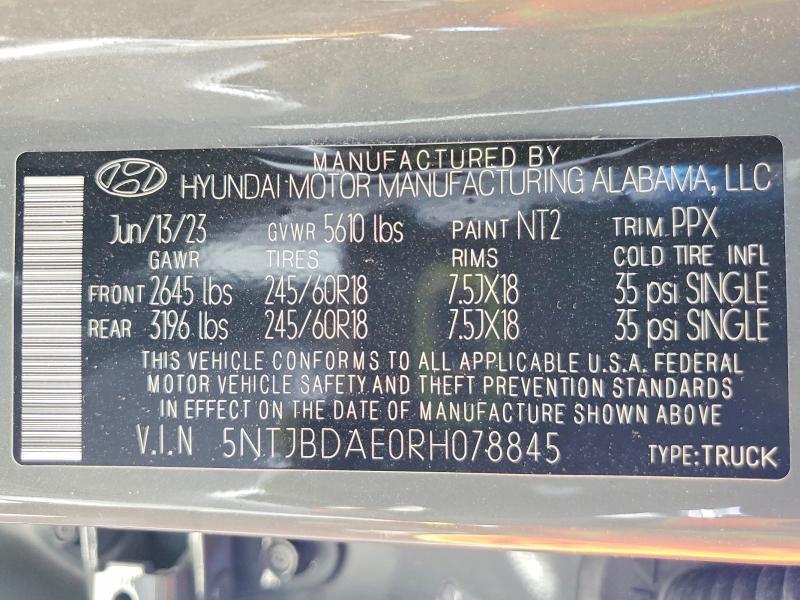 MANUFACTURED BY
HYUNDAI MOTOR MANUFACTURING ALABAMA, LLC
Jun/13/23 GVWR 5610 lbs PAINT NT2 TRIM PPX
GAWR TIRES RIMS COLD TIRE INFL
FRONT 2645 lbs 245/60R18 7.5JX18 35 psi SINGLE
REAR 3196 lbs 245/60R18 7.5JX18 35 psi SINGLE
THIS VEHICLE CONFORMS TO ALL APPLICABLE U.S.A. FEDERAL
MOTOR VEHICLE SAFETY AND THEFT PREVENTION STANDARDS
IN EFFECT ON THE DATE OF MANUFACTURE SHOWN ABOVE
V.I.N 5NTJBDAE0RH078845 TYPE:TRUCK